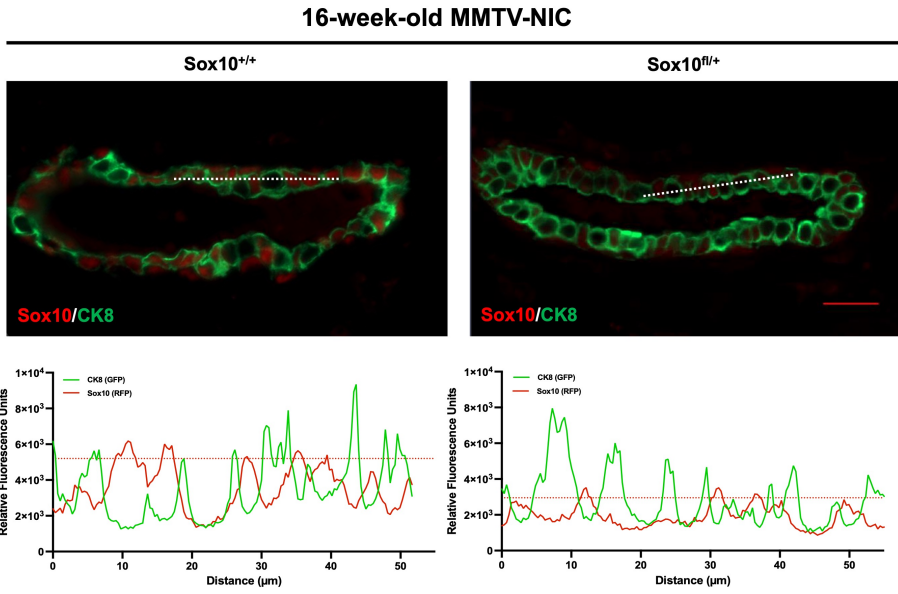 16-week-old MMTV-NIC
Sox10+/+
Sox10fl/+
Sox10/CK8
Sox10/CK8
Relative Fluorescence Units
1×10⁴
8×10³
6×10³
4×10³
2×10³
0
CK8 (GFP)
Sox10 (RFP)
0 10 20 30 40 50
Distance (µm)
Relative Fluorescence Units
1×10⁴
8×10³
6×10³
4×10³
2×10³
0
CK8 (GFP)
Sox10 (RFP)
0 10 20 30 40 50
Distance (µm)